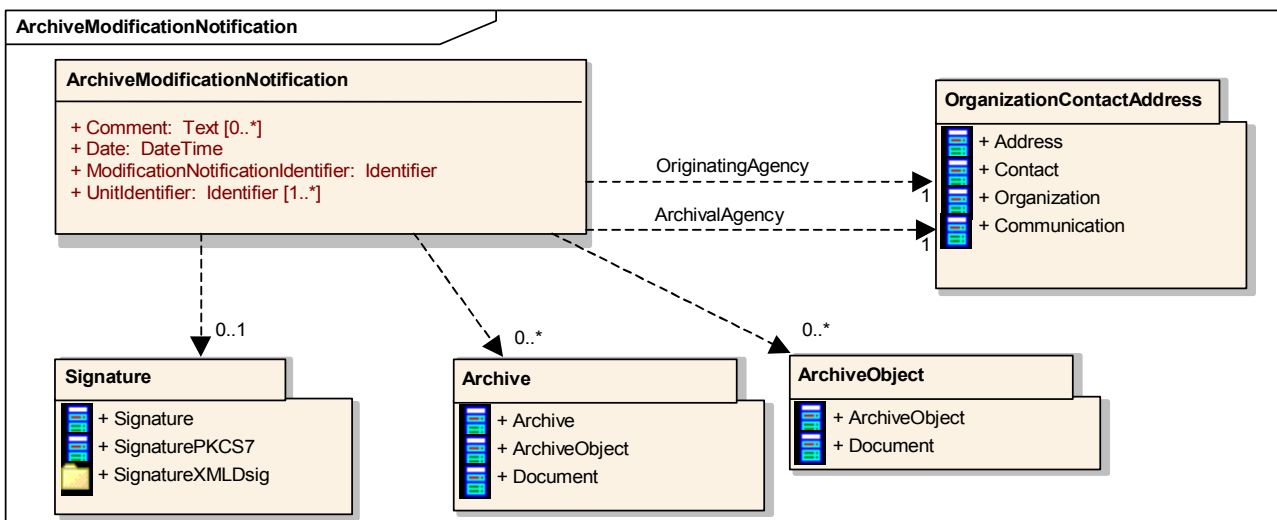 ArchiveModificationNotification
ArchiveModificationNotification
+ Comment: Text [0..*]
+ Date: DateTime
+ ModificationNotificationIdentifier: Identifier
+ UnitIdentifier: Identifier [1..*]
OrganizationContactAddress
+ Address
+ Contact
+ Organization
+ Communication
OriginatingAgency
1
ArchivalAgency
1
0..1
0..*
0..*
Signature
+ Signature
+ SignaturePKCS7
+ SignatureXMLDsig
Archive
+ Archive
+ ArchiveObject
+ Document
ArchiveObject
+ ArchiveObject
+ Document